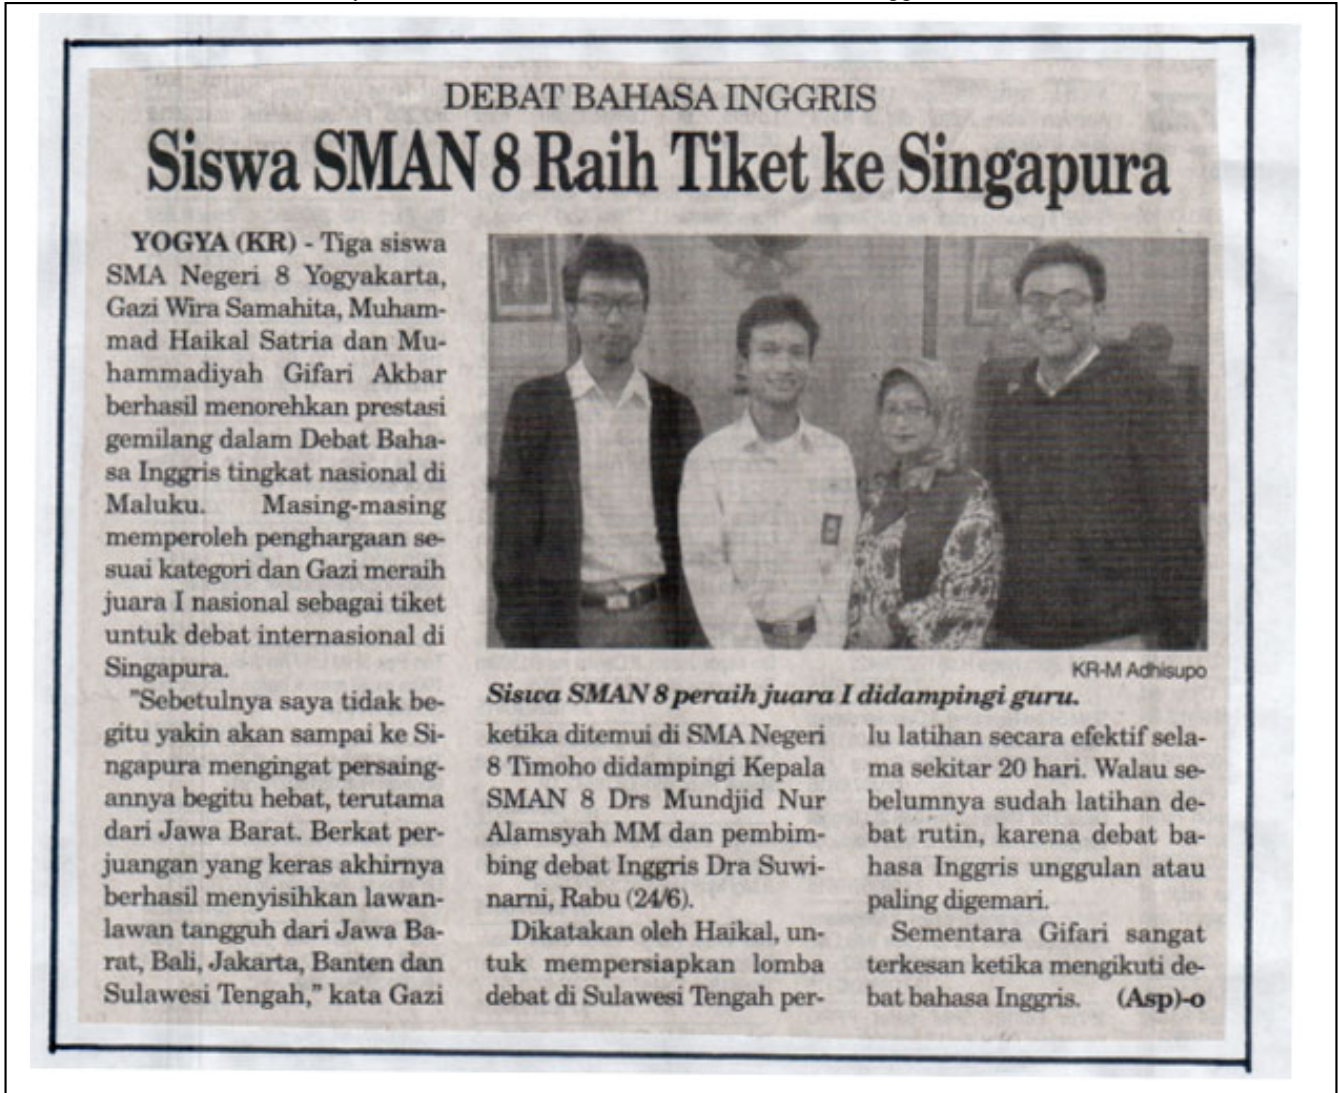 DEBAT BAHASA INGGRIS
Siswa SMAN 8 Raih Tiket ke Singapura
YOGYA (KR) - Tiga siswa
SMA Negeri 8 Yogyakarta,
Gazi Wira Samahita, Muham-
mad Haikal Satria dan Mu-
hammadiyah Gifari Akbar
berhasil menorehkan prestasi
gemilang dalam Debat Baha-
sa Inggris tingkat nasional di
Maluku. Masing-masing
memperoleh penghargaan se-
suai kategori dan Gazi meraih
juara I nasional sebagai tiket
untuk debat internasional di
Singapura.
"Sebetulnya saya tidak be-
gitu yakin akan sampai ke Si-
ngapura mengingat persaing-
annya begitu hebat, terutama
dari Jawa Barat. Berkat per-
juangan yang keras akhirnya
berhasil menyisihkan lawan-
lawan tangguh dari Jawa Ba-
rat, Bali, Jakarta, Banten dan
Sulawesi Tengah," kata Gazi
KR-M Adhisupo
Siswa SMAN 8 peraih juara I didampingi guru.
ketika ditemui di SMA Negeri
8 Timoho didampingi Kepala
SMAN 8 Drs Mundjid Nur
Alamsyah MM dan pembim-
bing debat Inggris Dra Suwi-
narni, Rabu (24/6).
Dikatakan oleh Haikal, un-
tuk mempersiapkan lomba
debat di Sulawesi Tengah per-
lu latihan secara efektif sela-
ma sekitar 20 hari. Walau se-
belumnya sudah latihan de-
bat rutin, karena debat ba-
hasa Inggris unggulan atau
paling digemari.
Sementara Gifari sangat
terkesan ketika mengikuti de-
bat bahasa Inggris. (Asp)-o